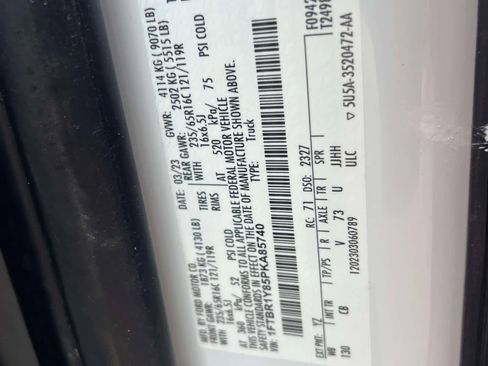 MFD. BY FORD MOTOR CO.
DATE: 03/23 GVWR: 4114 KG ( 9070 LB)
FRONT GAWR: 1873 KG ( 4130 LB) REAR GAWR: 2502 KG ( 5515 LB)
235/65R16C 121/119R TIRES WITH 235/65R16C 121/119R
16x6.5J RIMS 16x6.5J
AT 360 kPa/ 52 PSI COLD AT 520 kPa/ 75 PSI COLD
THIS VEHICLE CONFORMS TO ALL APPLICABLE FEDERAL MOTOR VEHICLE
SAFETY STANDARDS IN EFFECT ON THE DATE OF MANUFACTURE SHOWN ABOVE.
VIN: 1FTBR1Y85PKA85740 TYPE: Truck
F0942
T2490
EXT PNT: YZ RC: 71 DSO: 2327
WB INT TR TP/PS R AXLE TR SPR
130 CB V 73 U JJHH
1202303060789 ULC
▽ 5U5A-3520472-AA